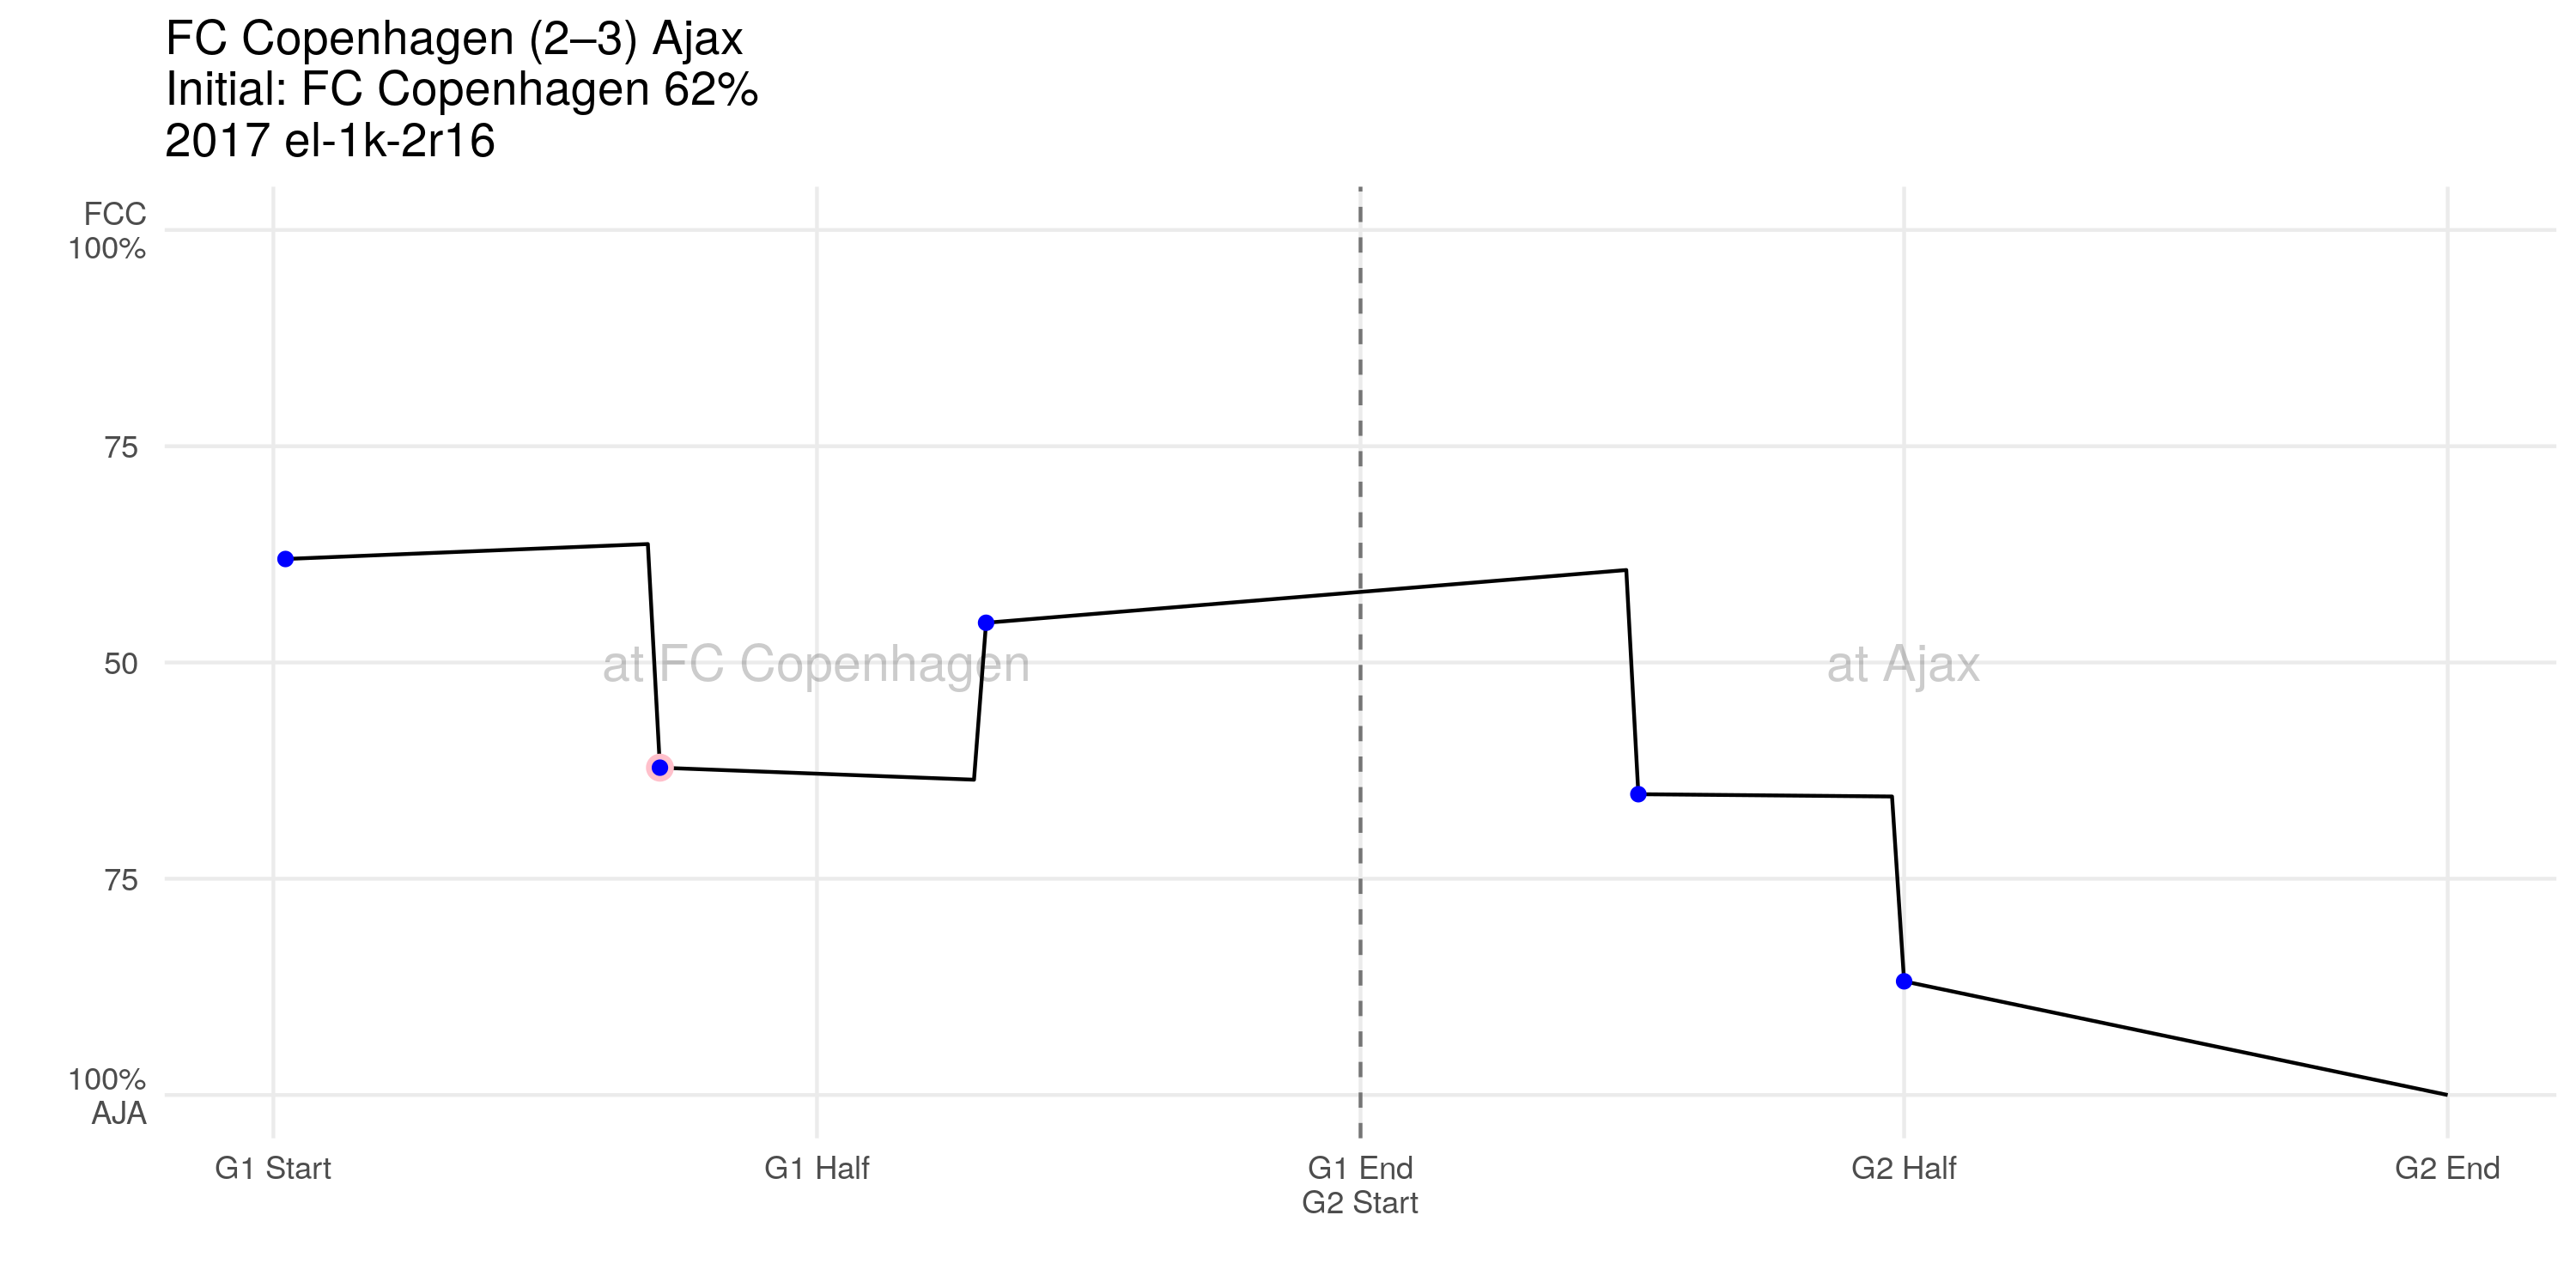 FC Copenhagen (2–3) Ajax
Initial: FC Copenhagen 62%
2017 el-1k-2r16
FCC
100%
75
50
75
100%
AJA
at FC Copenhagen
at Ajax
G1 Start
G1 Half
G1 End
G2 Start
G2 Half
G2 End